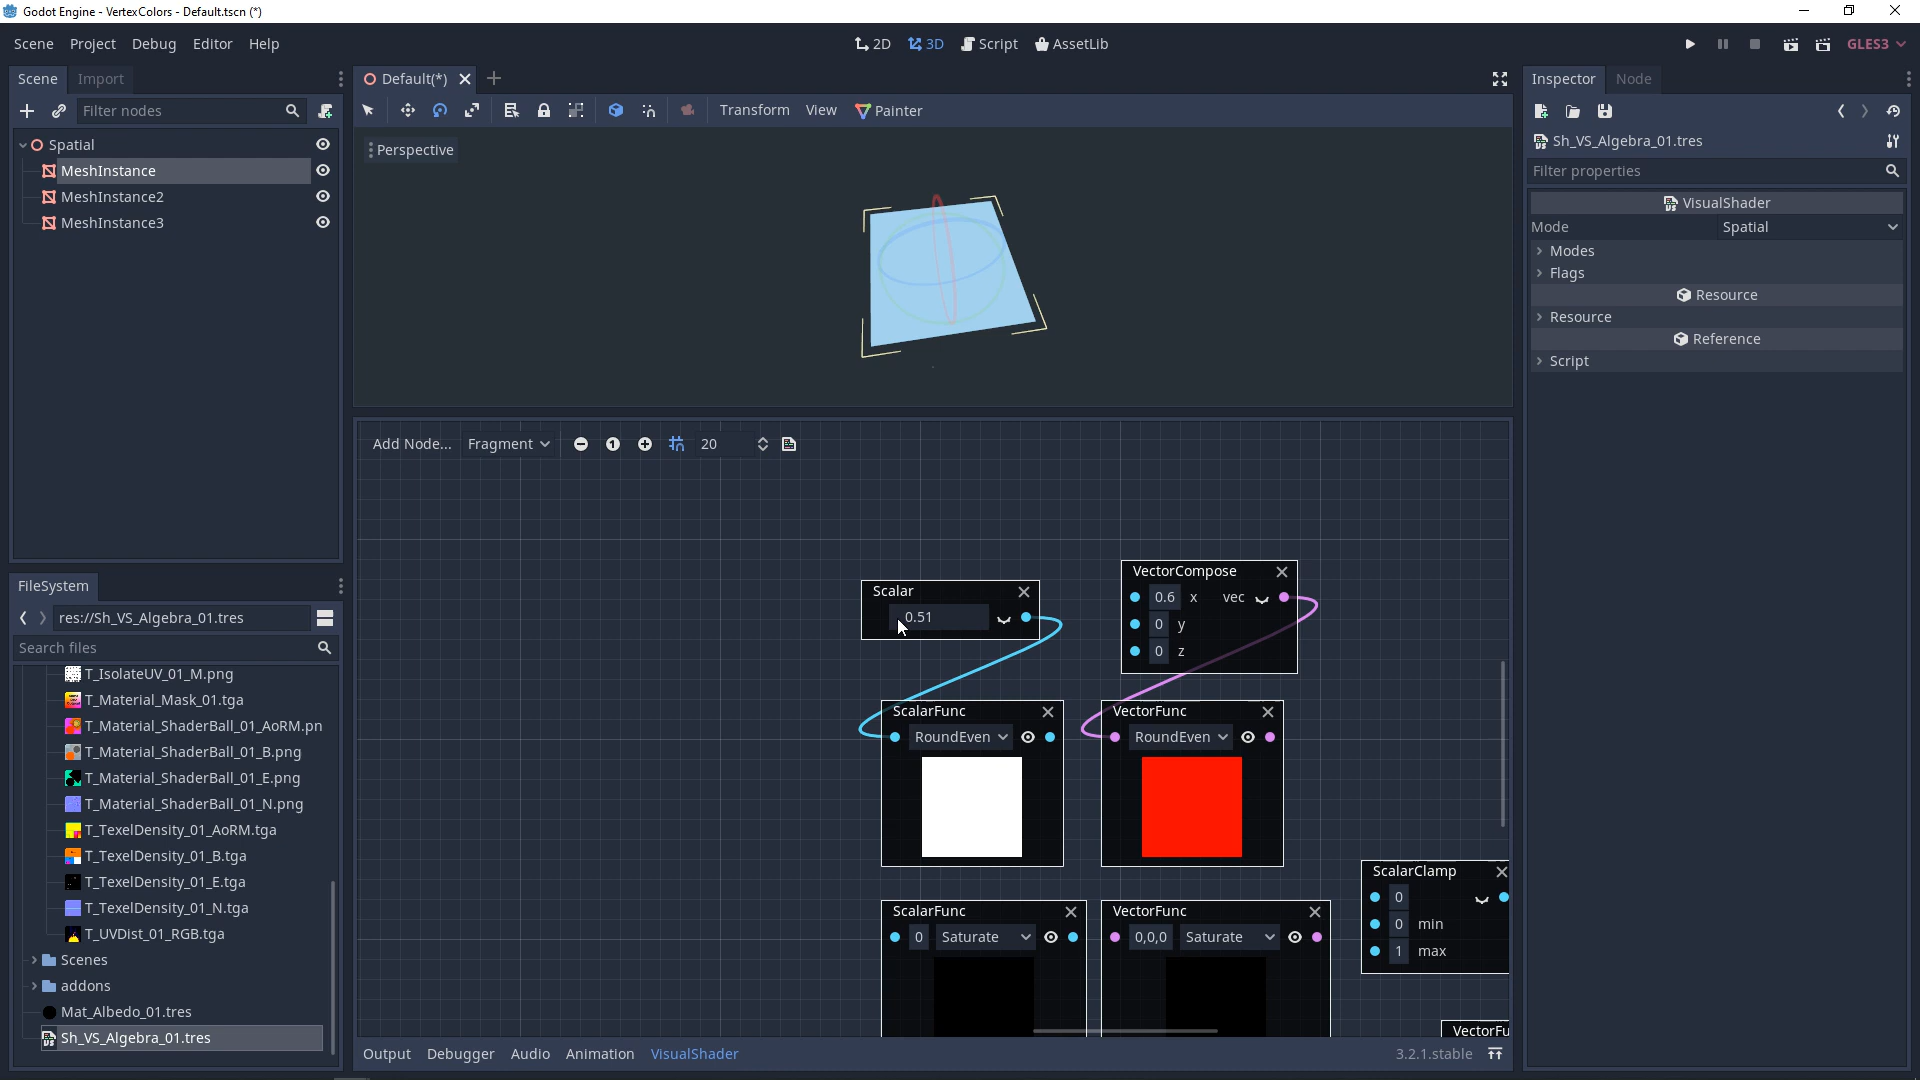 Godot Engine - VertexColors - Default.tscn (*)
Scene Project Debug Editor Help
2D 3D Script AssetLib
GLES3
Scene Import
Filter nodes
Spatial
MeshInstance
MeshInstance2
MeshInstance3
Default(*)
Transform View Painter
Perspective
Add Node... Fragment 1 20
Scalar
0.51
VectorCompose
0.6 x vec
0 y
0 z
ScalarFunc
RoundEven
VectorFunc
RoundEven
ScalarFunc
0 Saturate
VectorFunc
0,0,0 Saturate
ScalarClamp
0
0 min
1 max
VectorFu
Output Debugger Audio Animation VisualShader
3.2.1.stable
FileSystem
res://Sh_VS_Algebra_01.tres
Search files
T_IsolateUV_01_M.png
T_Material_Mask_01.tga
T_Material_ShaderBall_01_AoRM.pn
T_Material_ShaderBall_01_B.png
T_Material_ShaderBall_01_E.png
T_Material_ShaderBall_01_N.png
T_TexelDensity_01_AoRM.tga
T_TexelDensity_01_B.tga
T_TexelDensity_01_E.tga
T_TexelDensity_01_N.tga
T_UVDist_01_RGB.tga
Scenes
addons
Mat_Albedo_01.tres
Sh_VS_Algebra_01.tres
Inspector Node
Sh_VS_Algebra_01.tres
Filter properties
VisualShader
Mode Spatial
Modes
Flags
Resource
Resource
Reference
Script